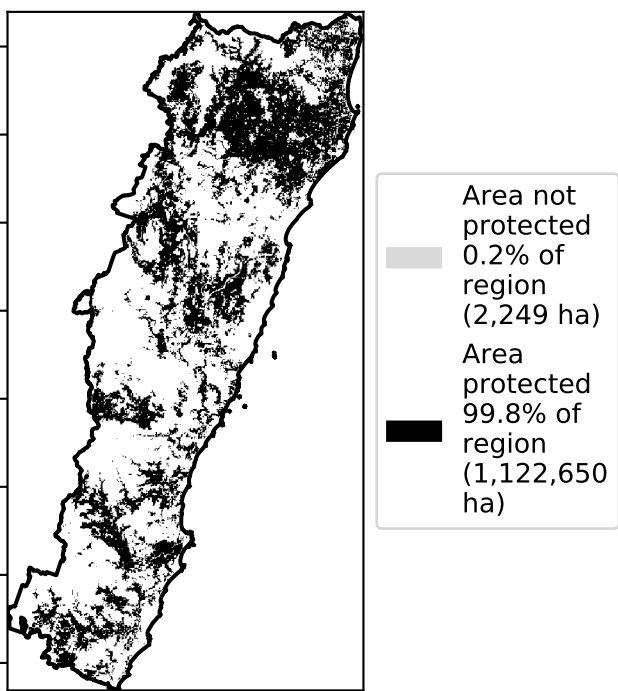 Area not
protected
0.2% of
region
(2,249 ha)
Area
protected
99.8% of
region
(1,122,650
ha)